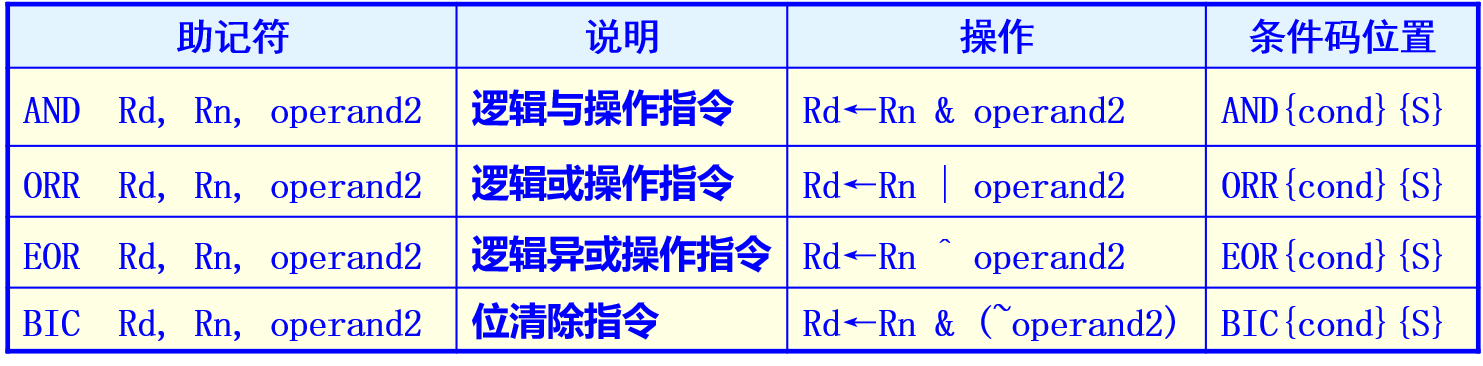 助记符 说明 操作 条件码位置
AND Rd, Rn, operand2 逻辑与操作指令 Rd←Rn & operand2 AND{cond}{S}
ORR Rd, Rn, operand2 逻辑或操作指令 Rd←Rn | operand2 ORR{cond}{S}
EOR Rd, Rn, operand2 逻辑异或操作指令 Rd←Rn ^ operand2 EOR{cond}{S}
BIC Rd, Rn, operand2 位清除指令 Rd←Rn & (~operand2) BIC{cond}{S}